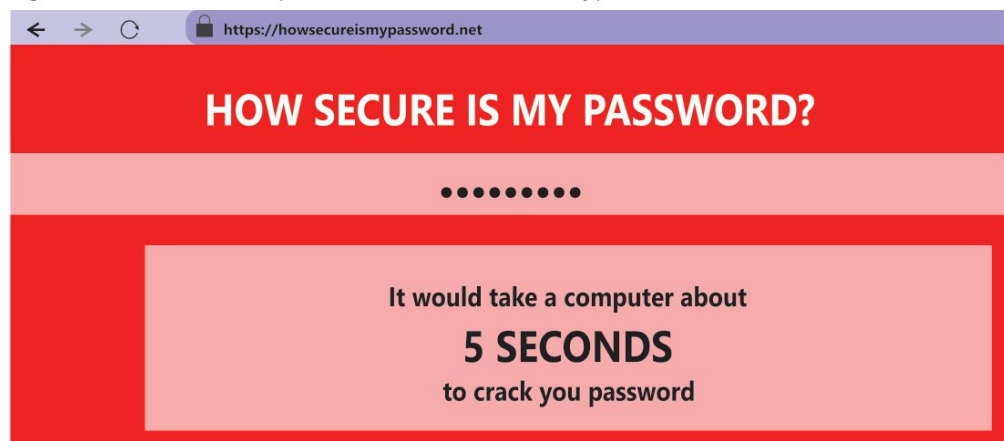 https://howsecureismypassword.net
HOW SECURE IS MY PASSWORD?
•••••••••
It would take a computer about
5 SECONDS
to crack you password